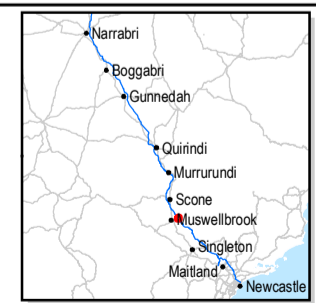 Narrabri
Boggabri
Gunnedah
Quirindi
Murrurundi
Scone
Muswellbrook
Singleton
Maitland
Newcastle